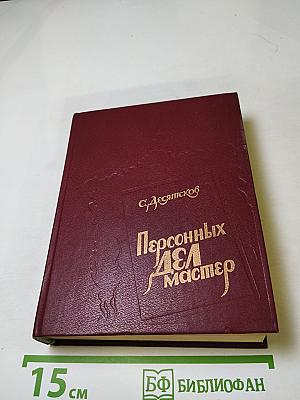 С. Десятсков
Персонных
дел
мастер
15 см
БФ БИБЛИОФАН